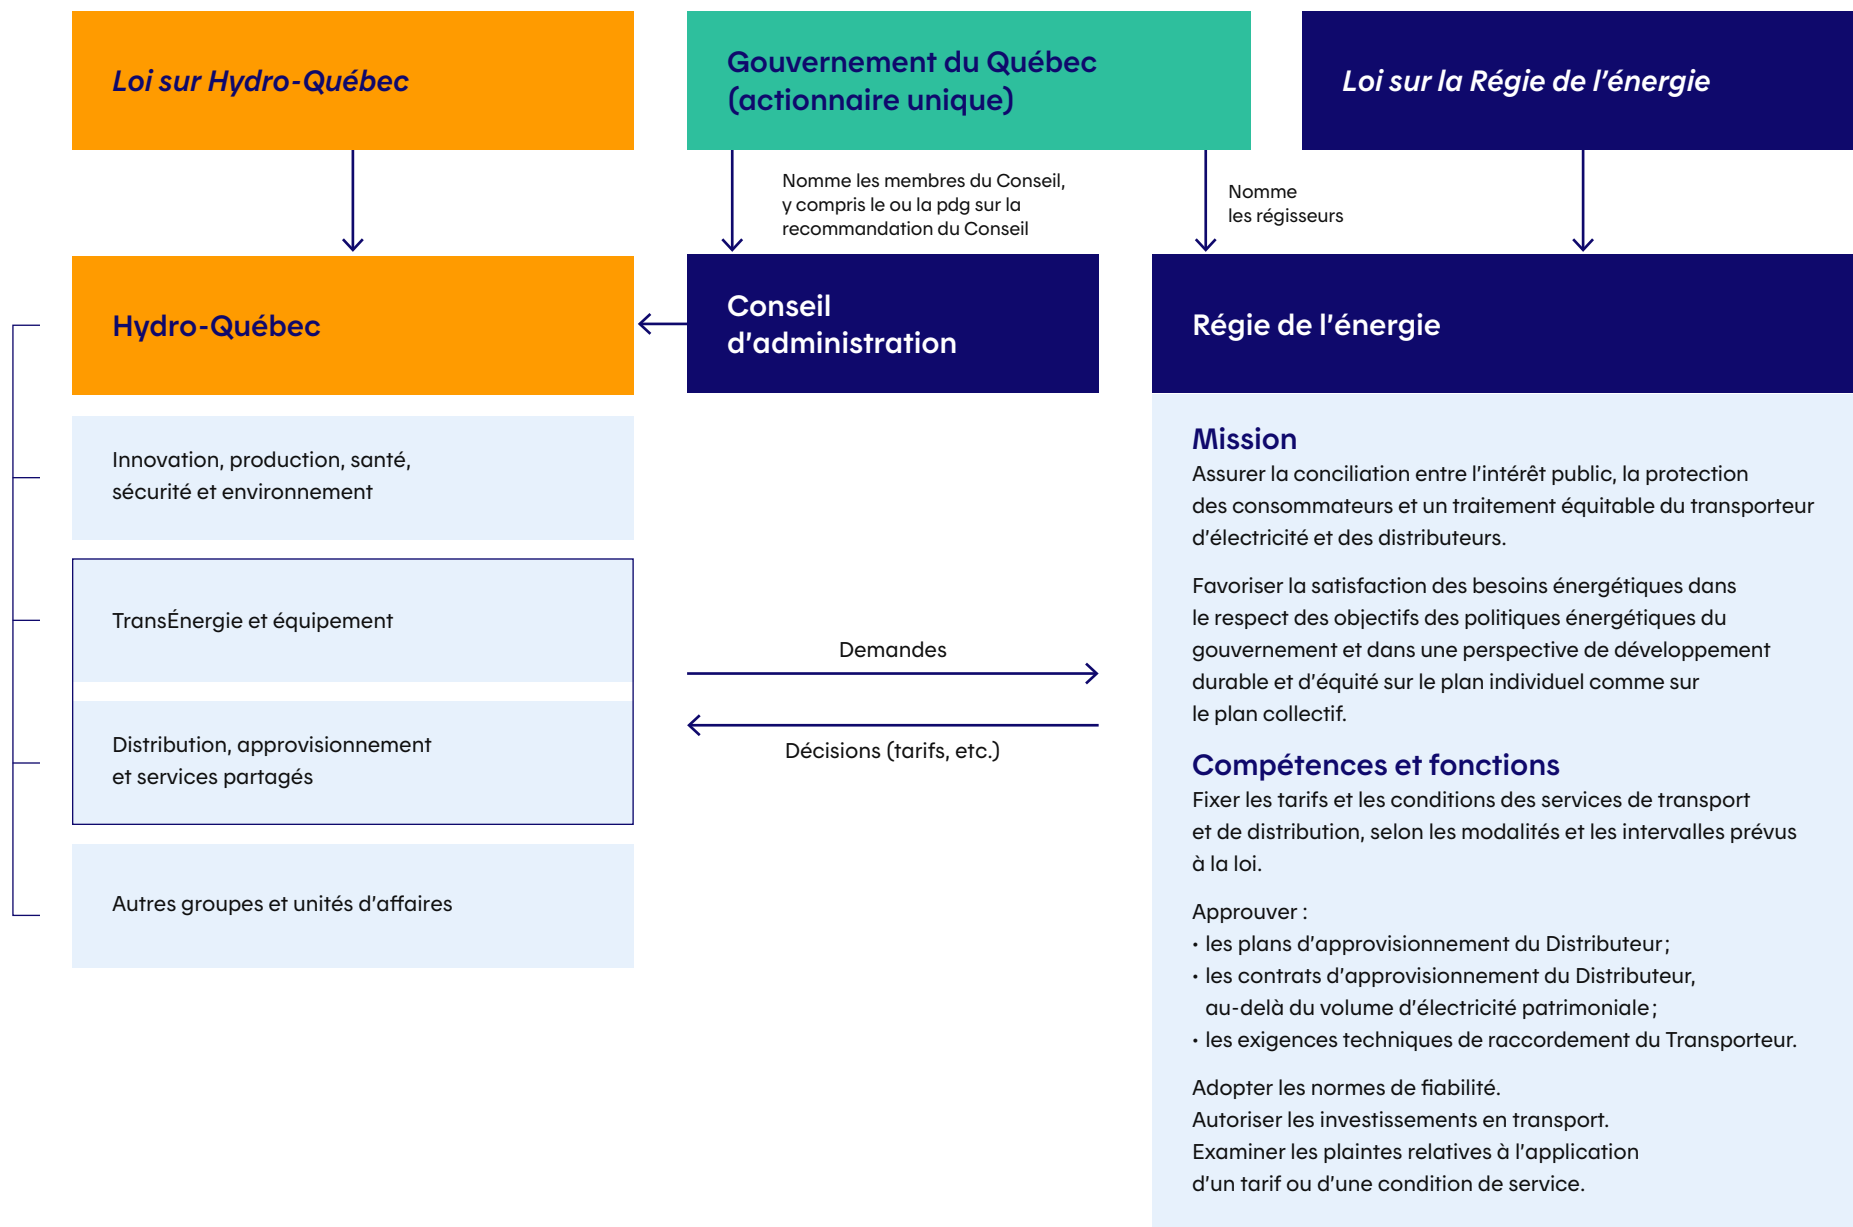 Loi sur Hydro-Québec
Gouvernement du Québec
(actionnaire unique)
Loi sur la Régie de l'énergie
Nomme les membres du Conseil,
y compris le ou la pdg sur la
recommandation du Conseil
Nomme
les régisseurs
Hydro-Québec
Conseil
d'administration
Régie de l'énergie
Innovation, production, santé,
sécurité et environnement
TransÉnergie et équipement
Distribution, approvisionnement
et services partagés
Autres groupes et unités d'affaires
Demandes
Décisions (tarifs, etc.)
Mission
Assurer la conciliation entre l'intérêt public, la protection
des consommateurs et un traitement équitable du transporteur
d'électricité et des distributeurs.
Favoriser la satisfaction des besoins énergétiques dans
le respect des objectifs des politiques énergétiques du
gouvernement et dans une perspective de développement
durable et d'équité sur le plan individuel comme sur
le plan collectif.
Compétences et fonctions
Fixer les tarifs et les conditions des services de transport
et de distribution, selon les modalités et les intervalles prévus
à la loi.
Approuver :
• les plans d'approvisionnement du Distributeur ;
• les contrats d'approvisionnement du Distributeur,
au-delà du volume d'électricité patrimoniale ;
• les exigences techniques de raccordement du Transporteur.
Adopter les normes de fiabilité.
Autoriser les investissements en transport.
Examiner les plaintes relatives à l'application
d'un tarif ou d'une condition de service.